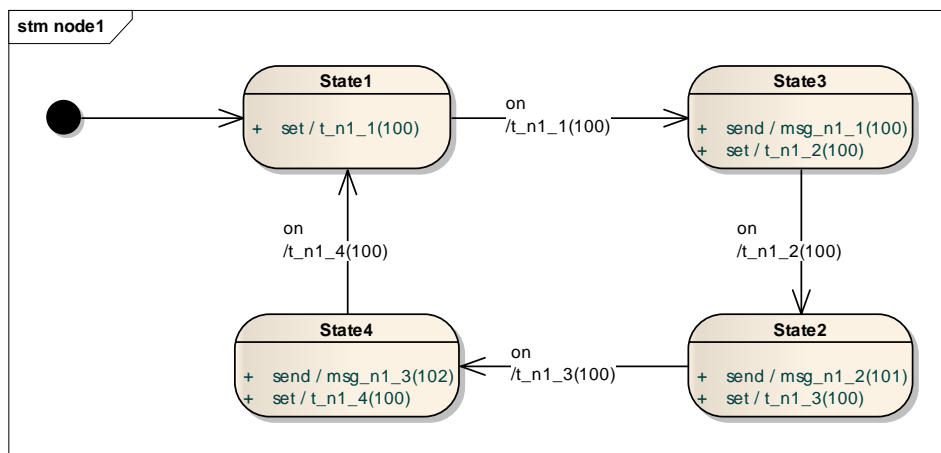 stm node1
State1
+ set / t_n1_1(100)
on
/t_n1_1(100)
State3
+ send / msg_n1_1(100)
+ set / t_n1_2(100)
on
/t_n1_4(100)
on
/t_n1_2(100)
State4
+ send / msg_n1_3(102)
+ set / t_n1_4(100)
on
/t_n1_3(100)
State2
+ send / msg_n1_2(101)
+ set / t_n1_3(100)